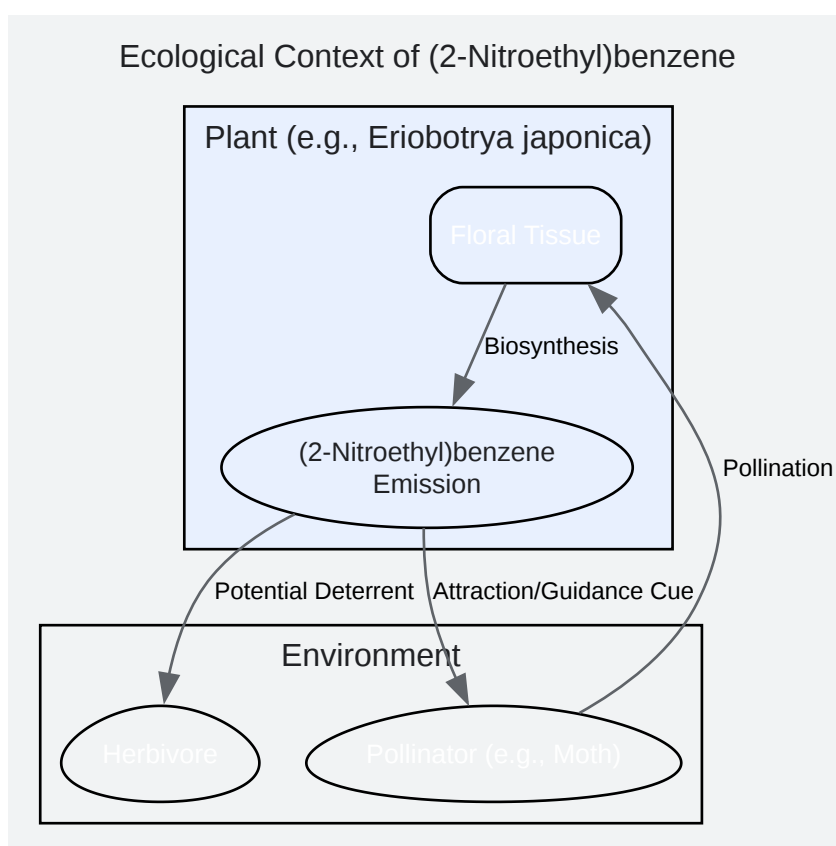 Ecological Context of (2-Nitroethyl)benzene
Plant (e.g., Eriobotrya japonica)
Floral Tissue
Biosynthesis
(2-Nitroethyl)benzene
Emission
Pollination
Potential Deterrent
Attraction/Guidance Cue
Environment
Herbivore
Pollinator (e.g., Moth)